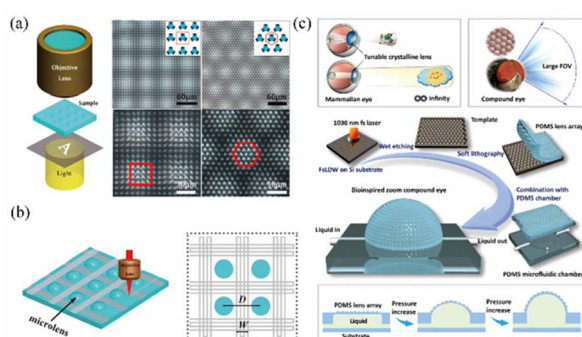 (a)
Objective
Lens
Sample
A
Light
60μm
60μm
(b)
microlens
D
W
(c)
Tunable crystalline lens
Mammalian eye
∞ Infinity
Large FOV
Compound eye
1030 nm fs laser
Template
PDMS lens array
Wet etching
Soft lithography
FsLDW on Si substrate
Combination with
PDMS chamber
Bioinspired zoom compound eye
Liquid in
Liquid out
PDMS microfluidic chamber
PDMS lens array
Liquid
Substrate
Pressure
increase
Pressure
increase